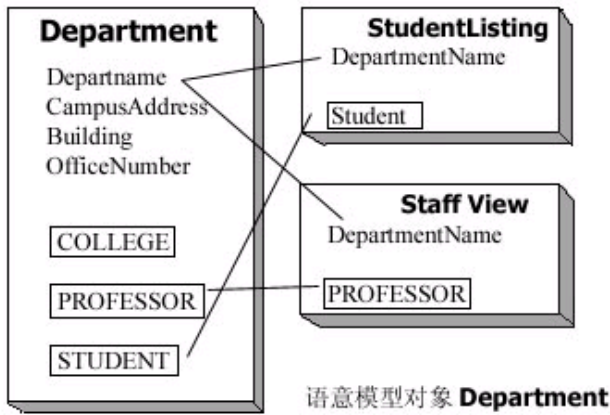 Department
Departname
CampusAddress
Building
OfficeNumber
COLLEGE
PROFESSOR
STUDENT
StudentListing
DepartmentName
Student
Staff View
DepartmentName
PROFESSOR
语意模型对象 Department